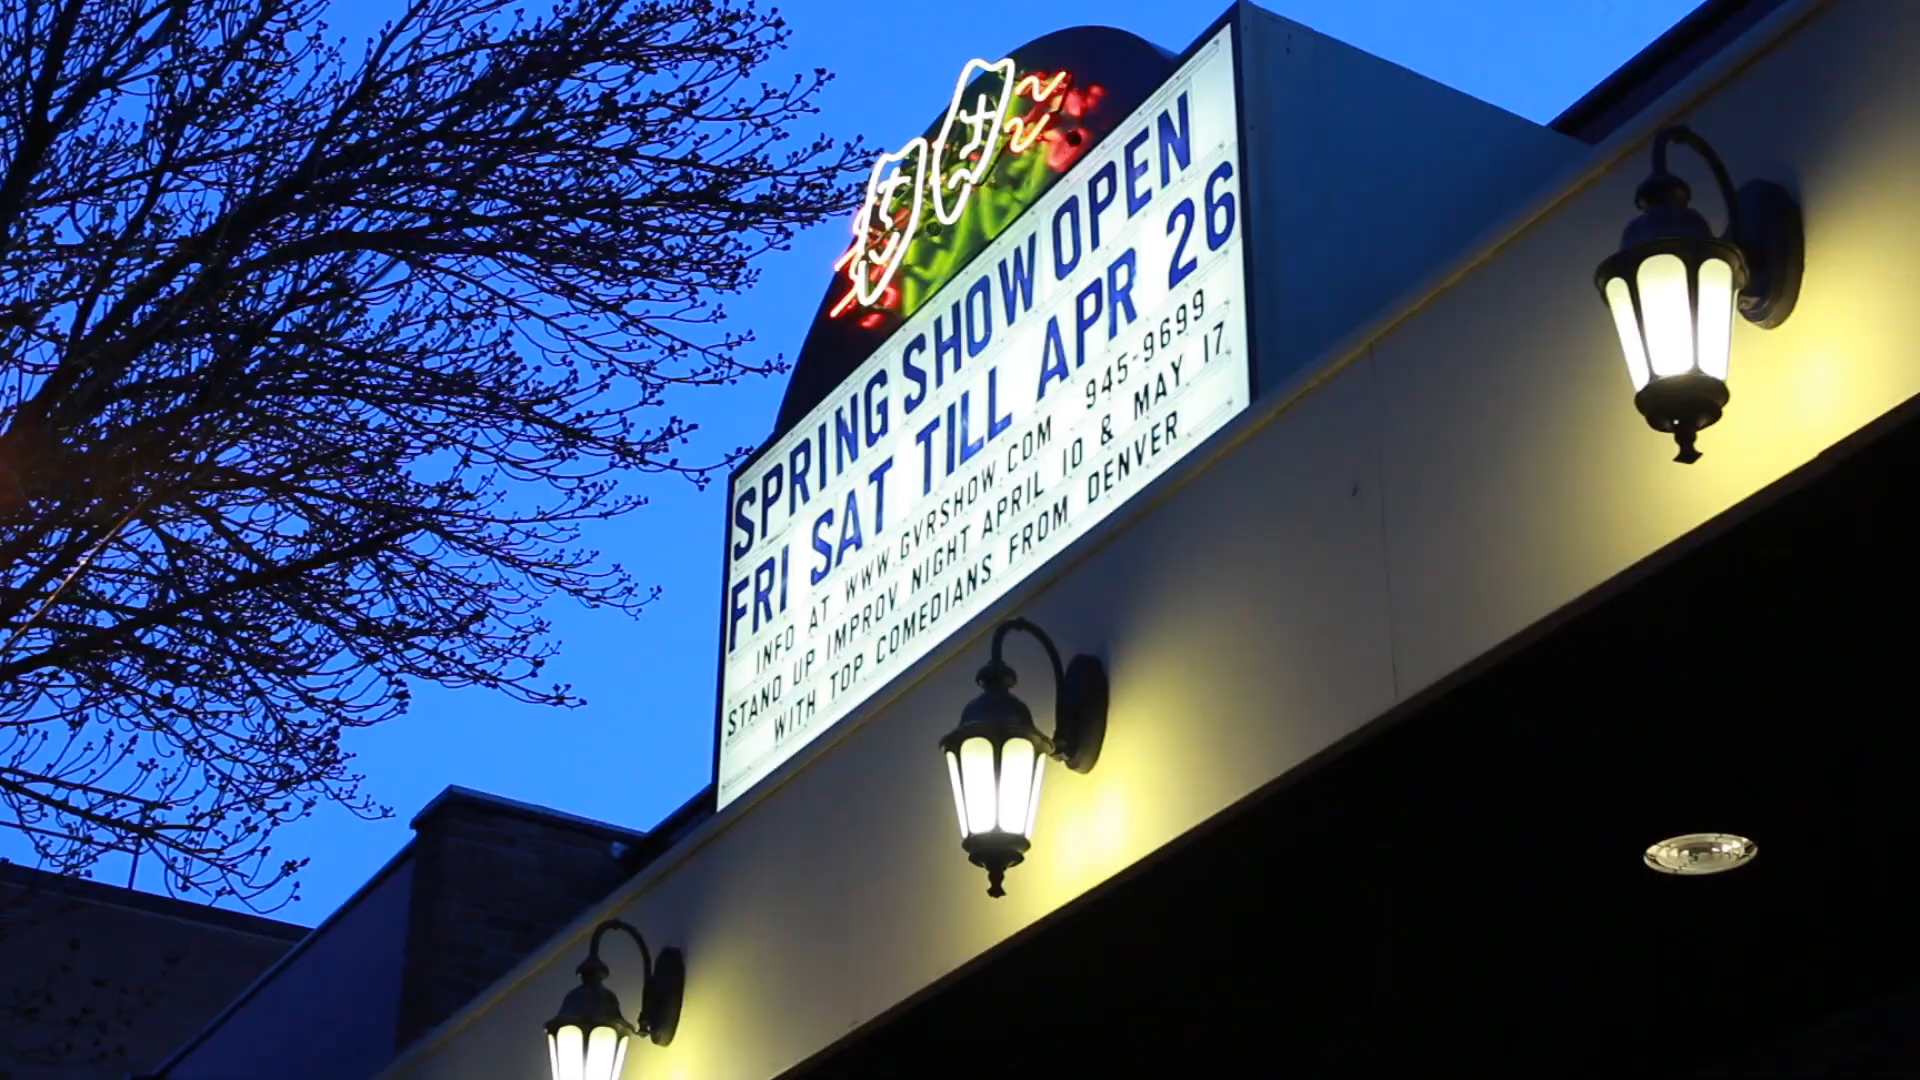 SPRING SHOW OPEN
FRI SAT TILL APR 26
INFO AT WWW.GVRSHOW.COM 945-9699
STAND UP IMPROV NIGHT APRIL 10 & MAY 17
WITH TOP COMEDIANS FROM DENVER